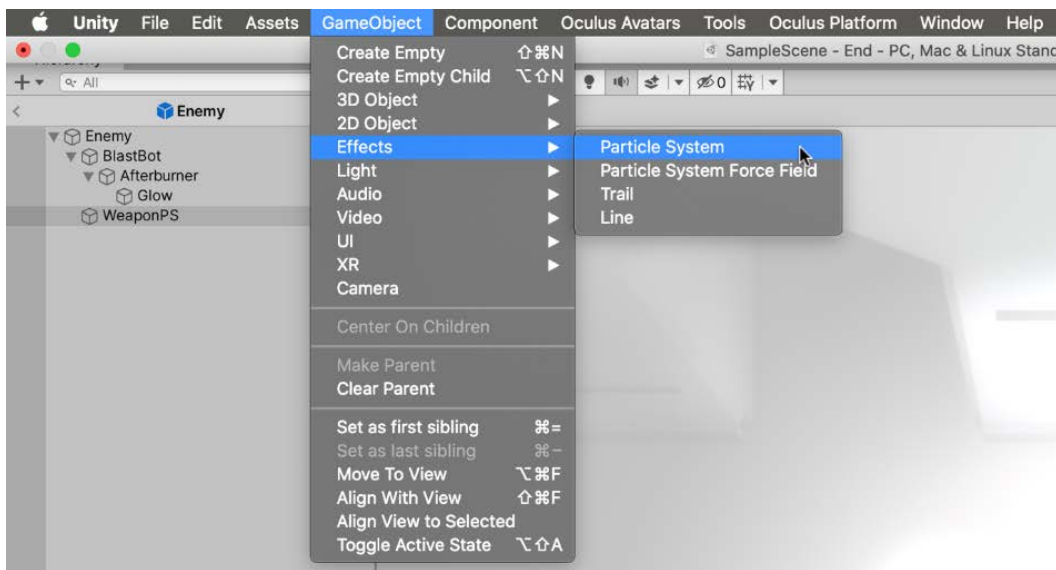 Unity File Edit Assets GameObject Component Oculus Avatars Tools Oculus Platform Window Help
SampleScene - End - PC, Mac & Linux Stand
All
0
Enemy
Enemy
BlastBot
Afterburner
Glow
WeaponPS
Create Empty ⇧⌘N
Create Empty Child ⌥⇧N
3D Object
2D Object
Effects
Light
Audio
Video
UI
XR
Camera
Center On Children
Make Parent
Clear Parent
Set as first sibling ⌘=
Set as last sibling ⌘-
Move To View ⌥⌘F
Align With View ⇧⌘F
Align View to Selected
Toggle Active State ⌥⇧A
Particle System
Particle System Force Field
Trail
Line